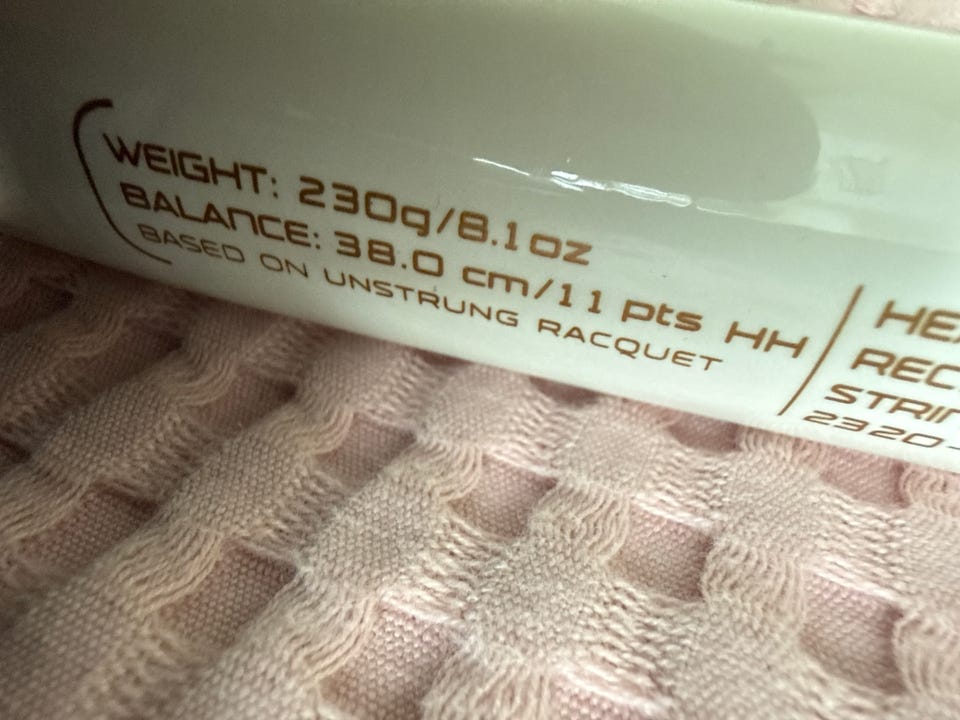 WEIGHT: 230g/8.1oz
BALANCE: 38.0 cm/11 pts HH
BASED ON UNSTRUNG RACQUET